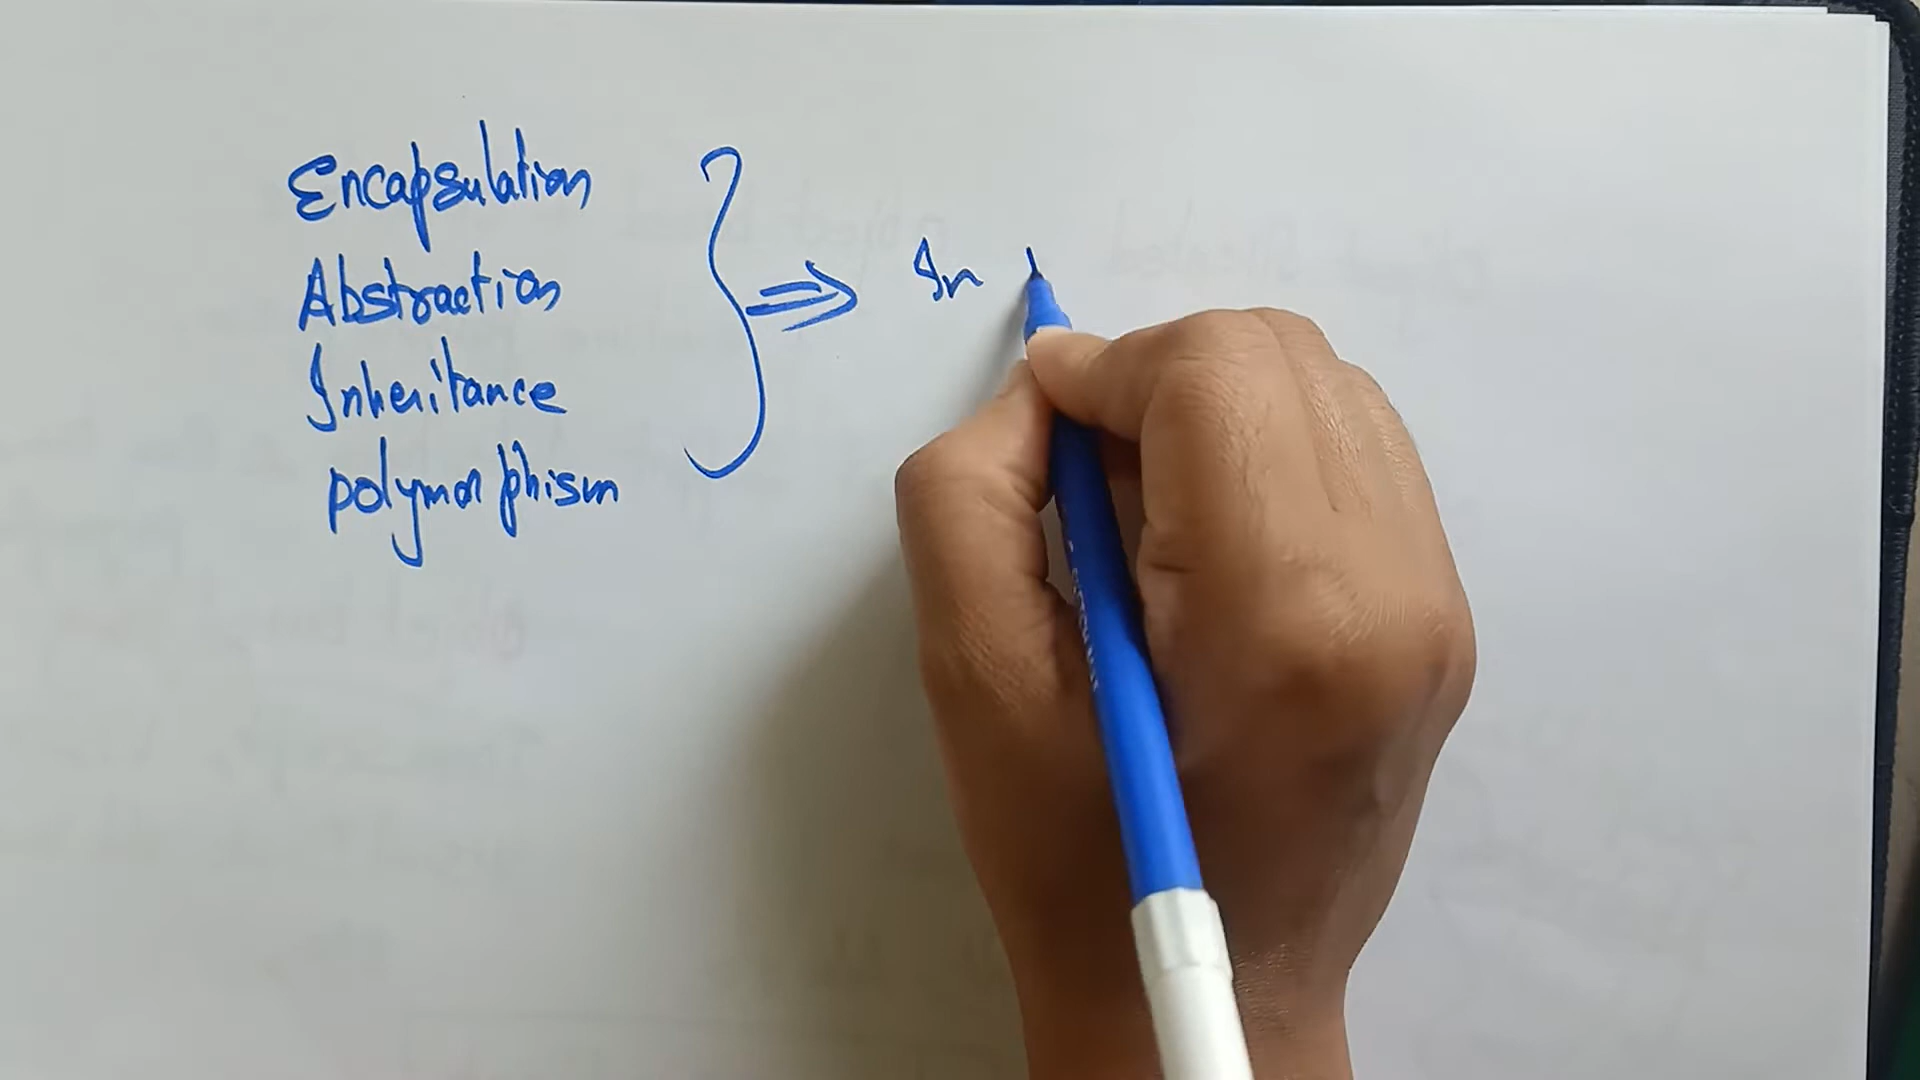 Encapsulation
Abstraction
Inheritance
polymorphism
In